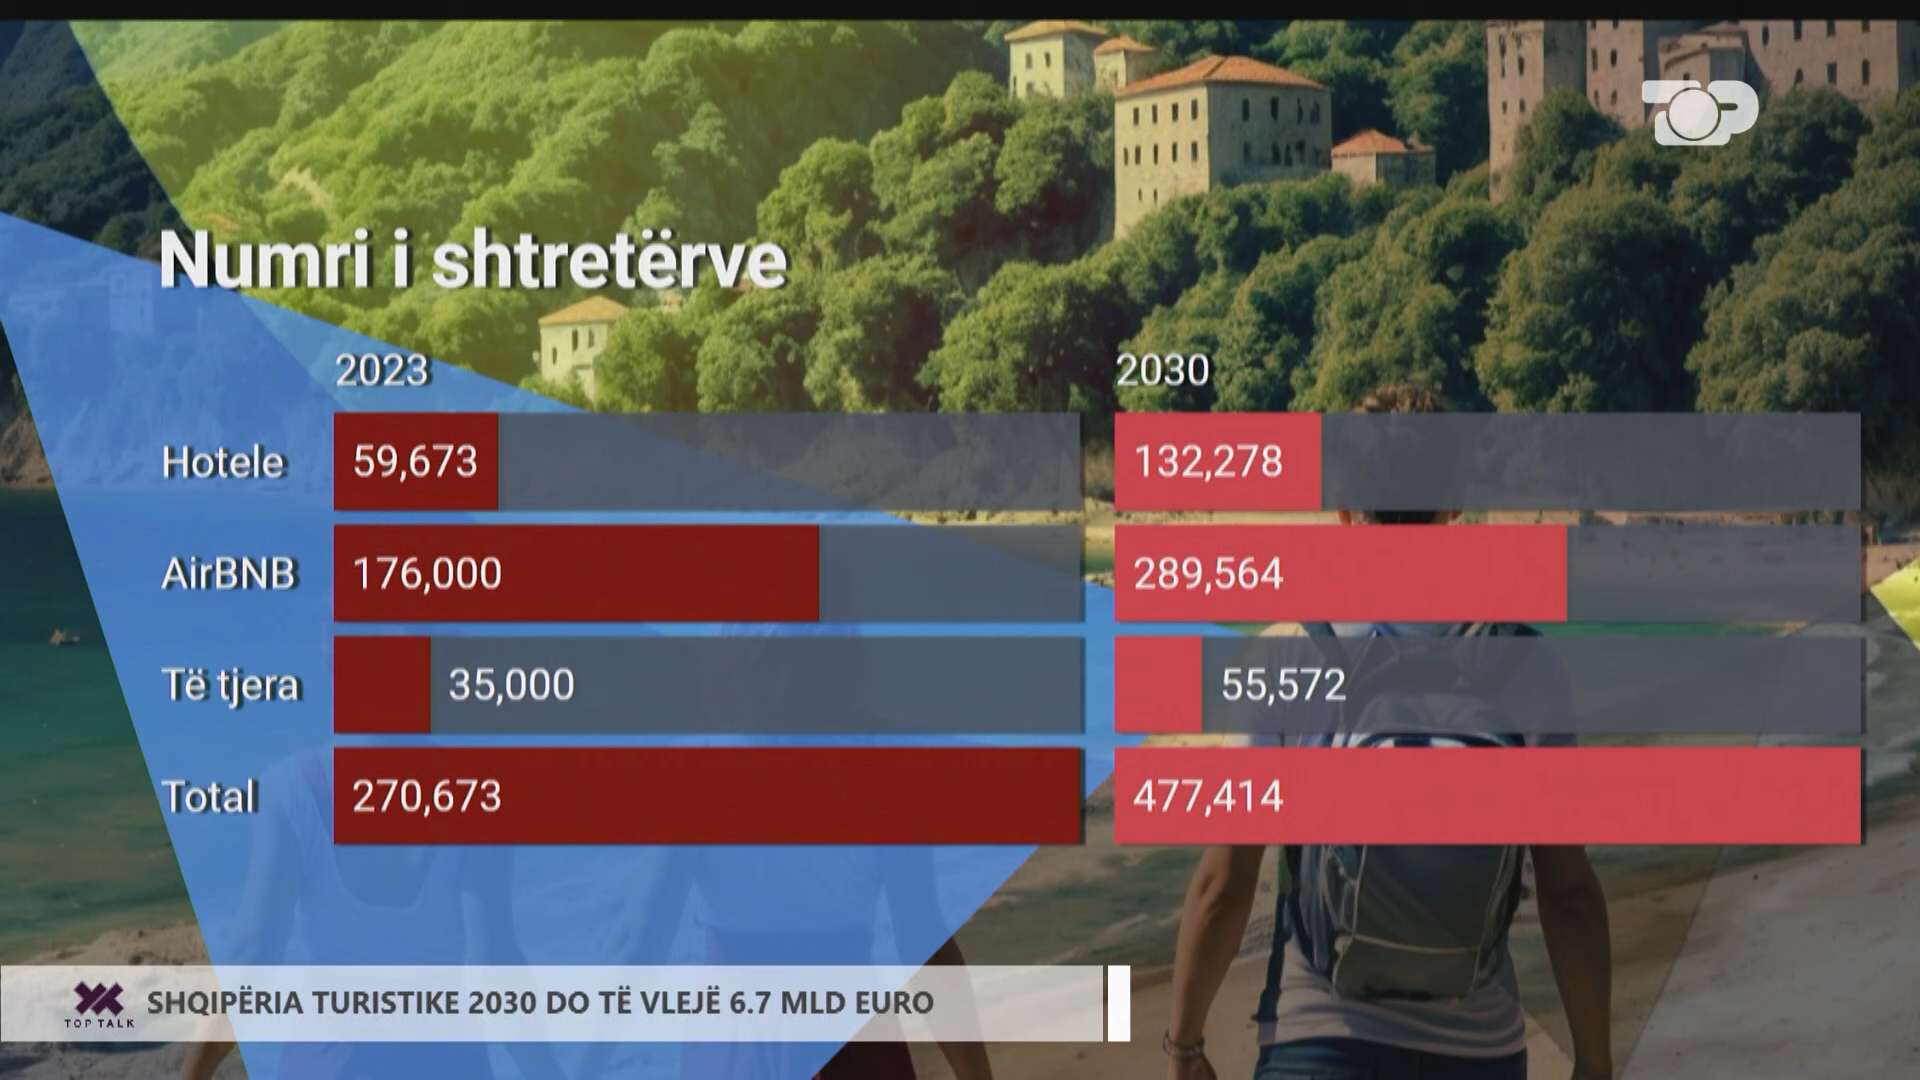 TOP
Numri i shtretërve
2023 2030
Hotele 59,673 132,278
AirBNB 176,000 289,564
Të tjera 35,000 55,572
Total 270,673 477,414
SHQIPËRIA TURISTIKE 2030 DO TË VLEJË 6.7 MLD EURO
TOP TALK